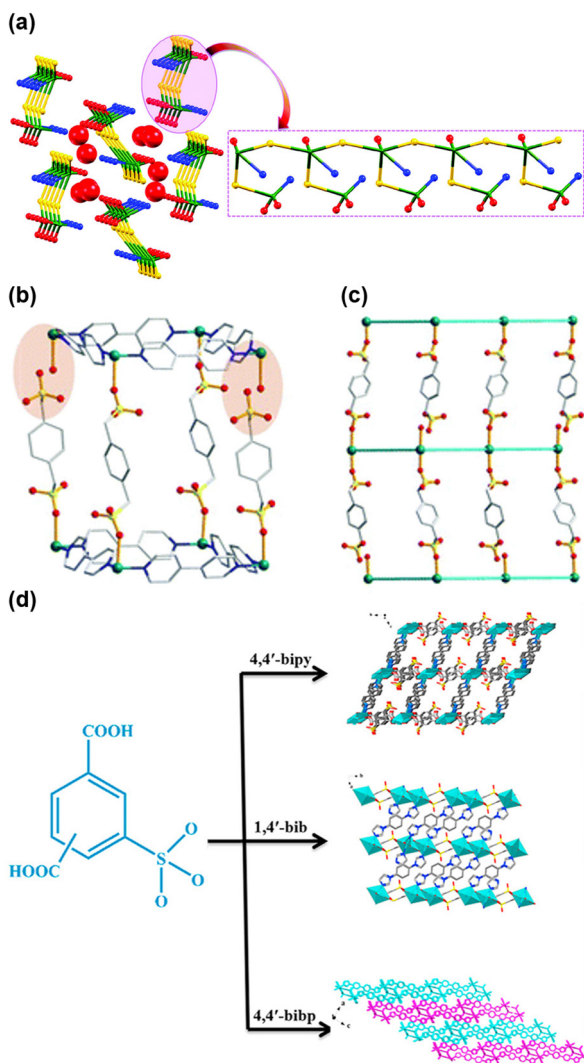 (a)
(b)
(c)
(d)
4,4′-bipy
COOH
1,4′-bib
HOOC
O
S
O
O
4,4′-bibp